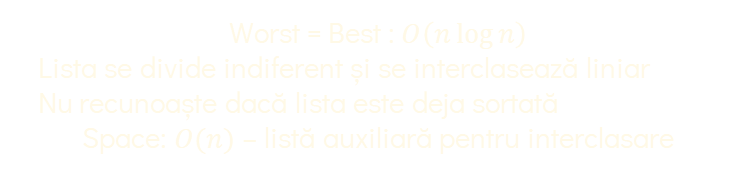 Worst = Best : O(n log n)
Lista se divide indiferent și se interclasează liniar
Nu recunoaște dacă lista este deja sortată
Space: O(n) – listă auxiliară pentru interclasare